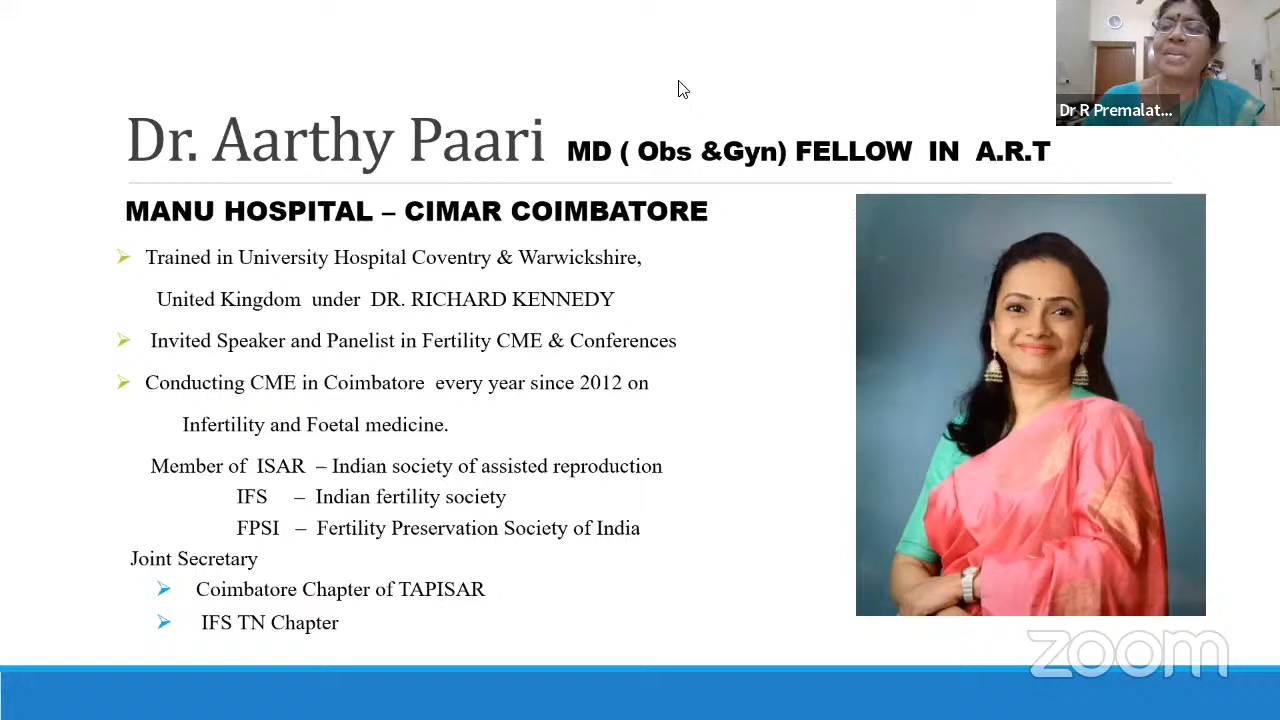 Dr R Premalat...
Dr. Aarthy Paari MD ( Obs &Gyn) FELLOW IN A.R.T
MANU HOSPITAL – CIMAR COIMBATORE
Trained in University Hospital Coventry & Warwickshire,
United Kingdom under DR. RICHARD KENNEDY
Invited Speaker and Panelist in Fertility CME & Conferences
Conducting CME in Coimbatore every year since 2012 on
Infertility and Foetal medicine.
Member of ISAR – Indian society of assisted reproduction
IFS – Indian fertility society
FPSI – Fertility Preservation Society of India
Joint Secretary
Coimbatore Chapter of TAPISAR
IFS TN Chapter
zoom